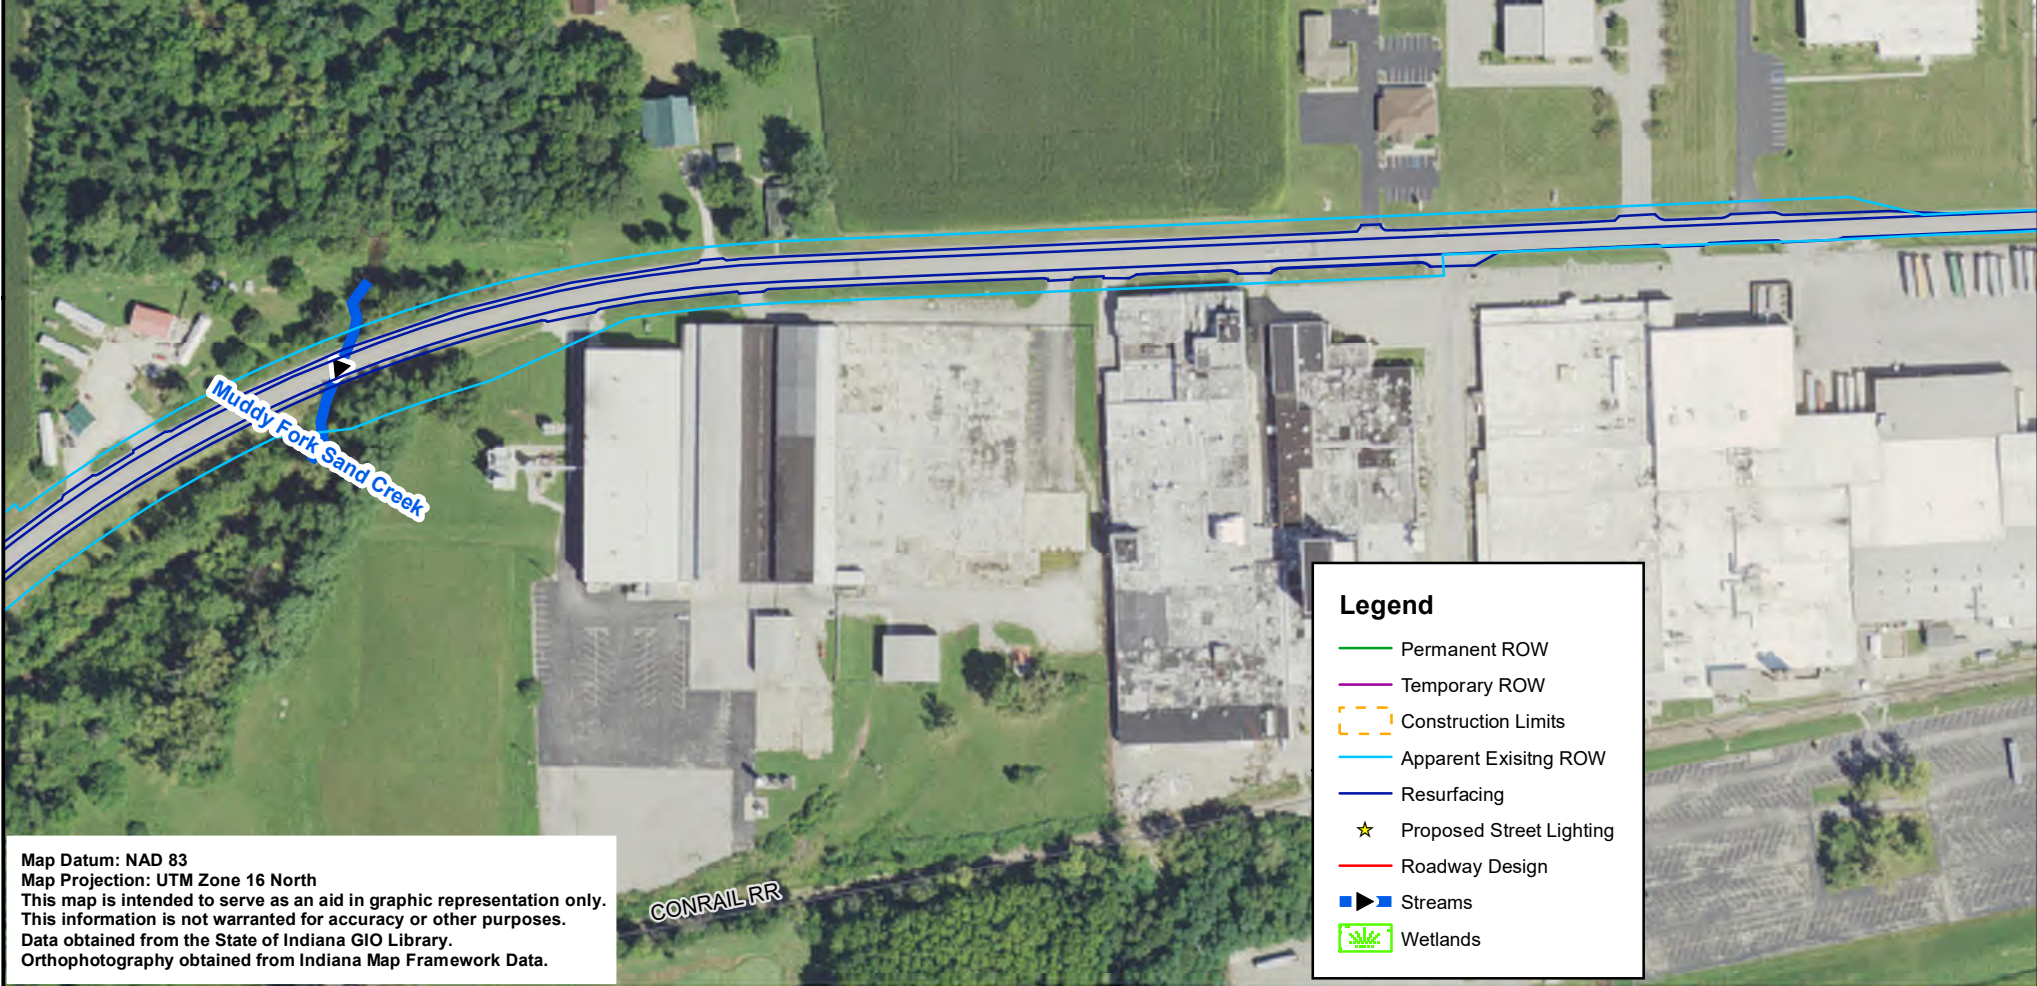 Muddy Fork Sand Creek
Legend
Permanent ROW
Temporary ROW
Construction Limits
Apparent Exisitng ROW
Resurfacing
Proposed Street Lighting
Roadway Design
Streams
Wetlands
Map Datum: NAD 83
Map Projection: UTM Zone 16 North
This map is intended to serve as an aid in graphic representation only.
This information is not warranted for accuracy or other purposes.
Data obtained from the State of Indiana GIO Library.
Orthophotography obtained from Indiana Map Framework Data.
CONRAIL RR